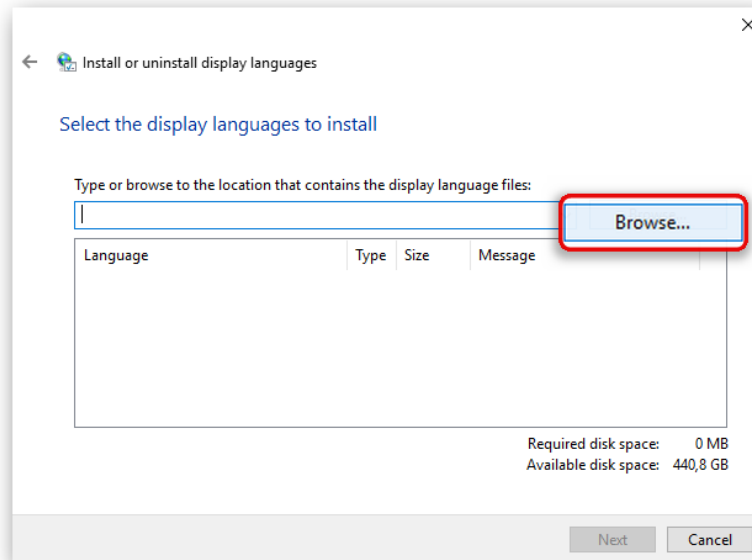 Install or uninstall display languages
Select the display languages to install
Type or browse to the location that contains the display language files:
Browse...
Language Type Size Message
Required disk space: 0 MB
Available disk space: 440,8 GB
Next Cancel